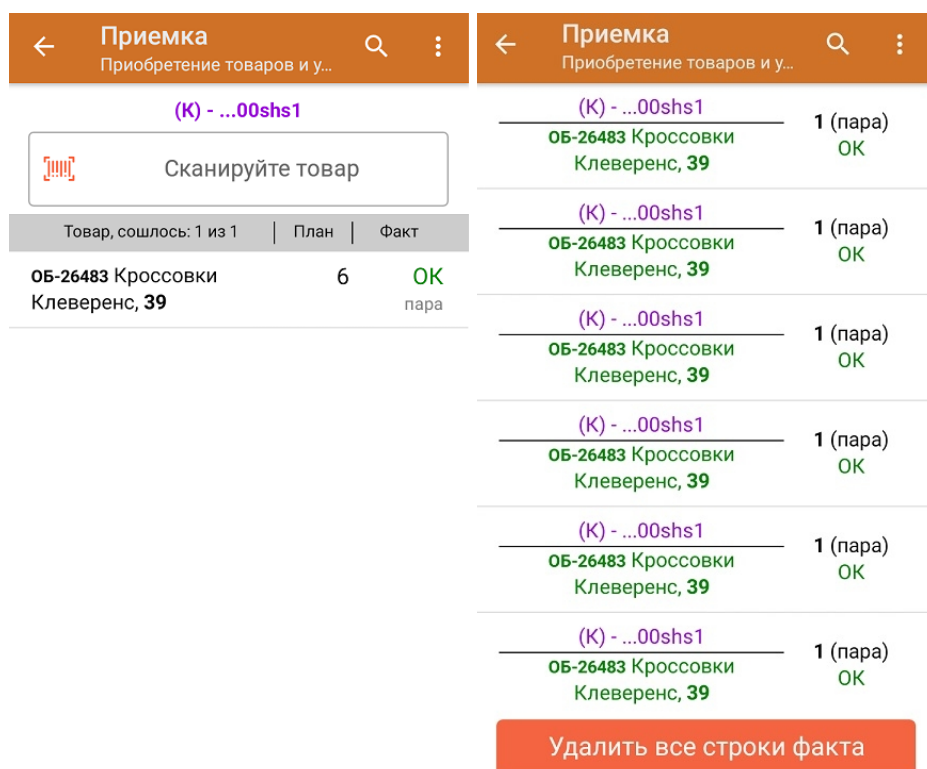 Приемка
Приобретение товаров и у...
(К) - ...00shs1
Сканируйте товар
Товар, сошлось: 1 из 1 | План | Факт
ОБ-26483 Кроссовки 6 ОК
Клеверенс, 39 пара
Приемка
Приобретение товаров и у...
(К) - ...00shs1
1 (пара)
ОБ-26483 Кроссовки
ОК
Клеверенс, 39
(К) - ...00shs1
1 (пара)
ОБ-26483 Кроссовки
ОК
Клеверенс, 39
(К) - ...00shs1
1 (пара)
ОБ-26483 Кроссовки
ОК
Клеверенс, 39
(К) - ...00shs1
1 (пара)
ОБ-26483 Кроссовки
ОК
Клеверенс, 39
(К) - ...00shs1
1 (пара)
ОБ-26483 Кроссовки
ОК
Клеверенс, 39
(К) - ...00shs1
1 (пара)
ОБ-26483 Кроссовки
ОК
Клеверенс, 39
Удалить все строки факта